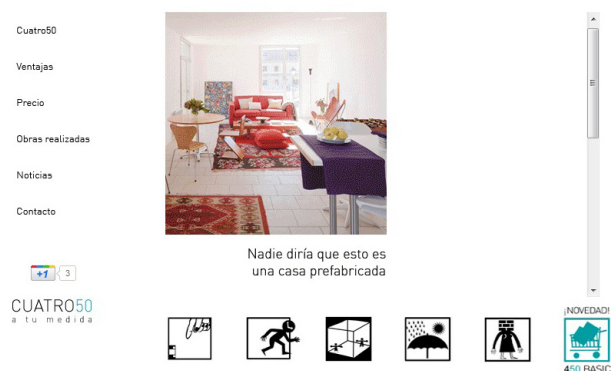 Cuatro50
Ventajas
Precio
Obras realizadas
Noticias
Contacto
+1 3
CUATRO50
a tu medida
Nadie diría que esto es
una casa prefabricada
¡NOVEDAD!
450 BASIC